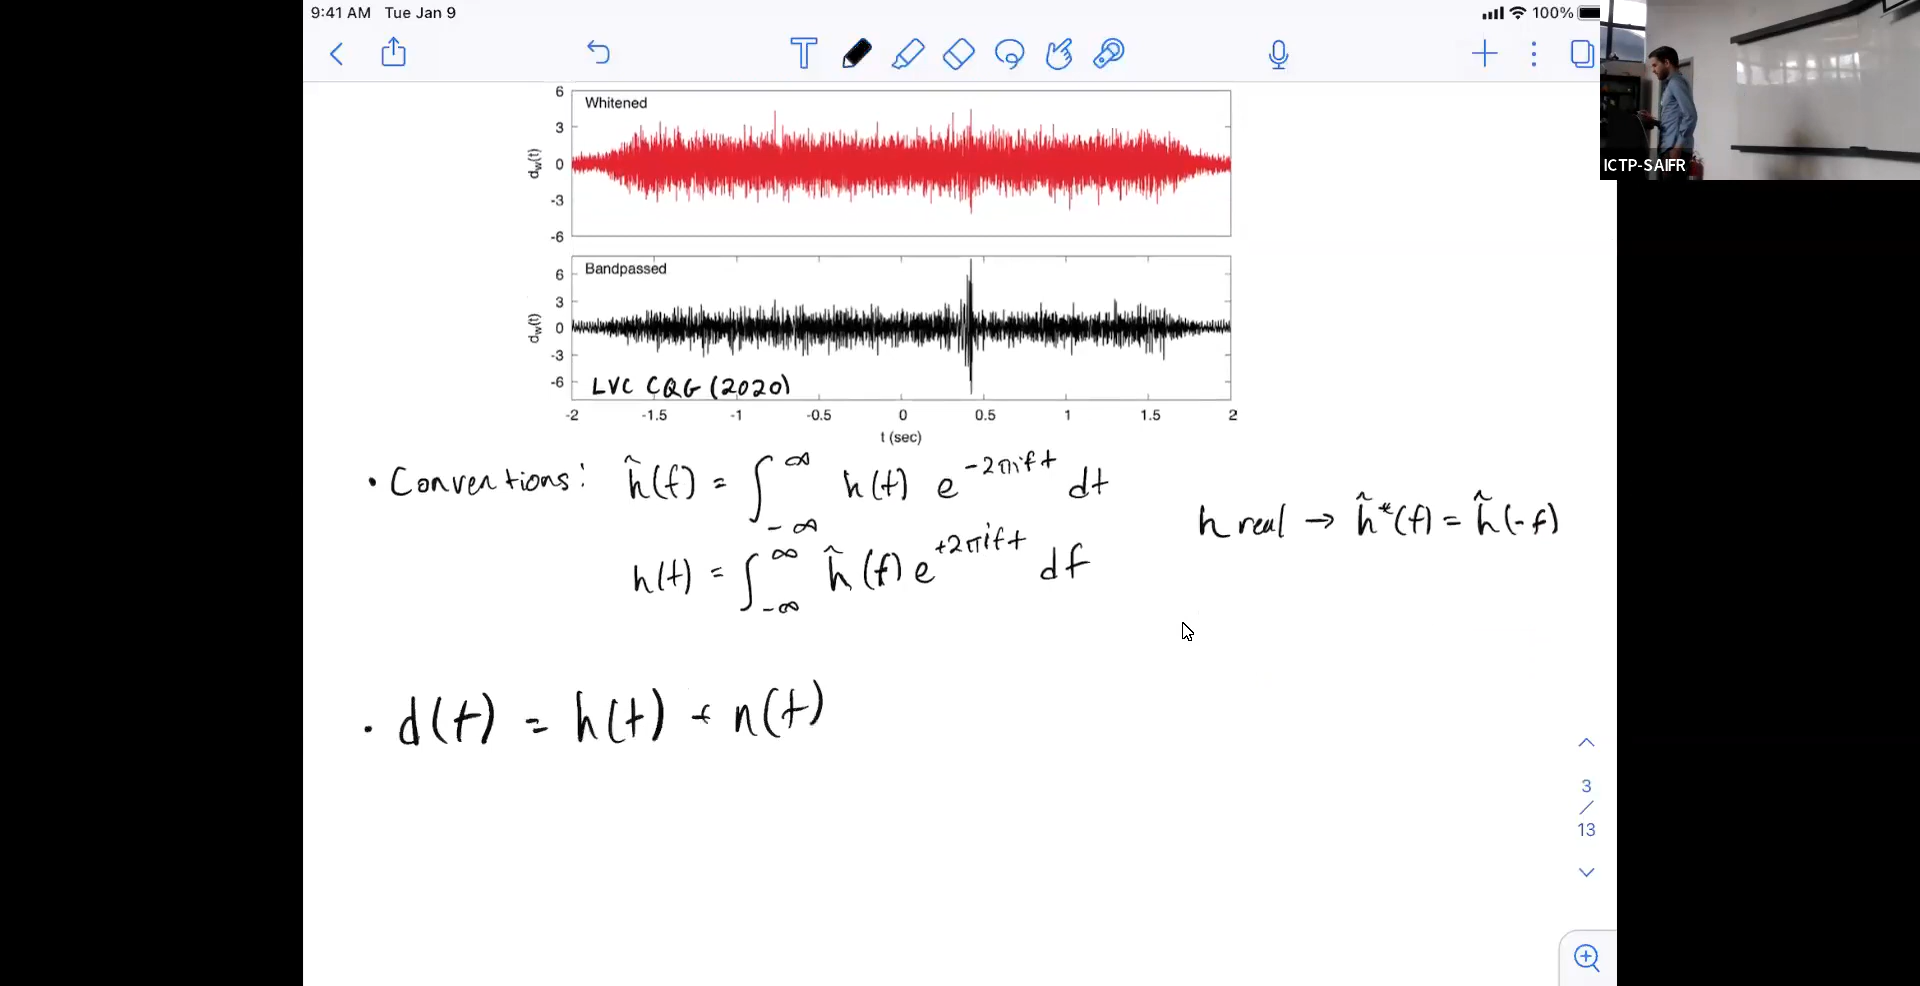 9:41 AM Tue Jan 9
100%
ICTP-SAIFR
Whitened
6
3
0
-3
-6
dw(t)
Bandpassed
6
3
0
-3
-6
dw(t)
LVC CQG (2020)
-2 -1.5 -1 -0.5 0 0.5 1 1.5 2
t (sec)
• Conventions: h̃(f) = ∫_{-∞}^{∞} h(t) e^{-2πift} dt
h real → h̃*(f) = h̃(-f)
h(t) = ∫_{-∞}^{∞} h̃(f) e^{+2πift} df
• d(t) = h(t) + n(t)
3
/
13